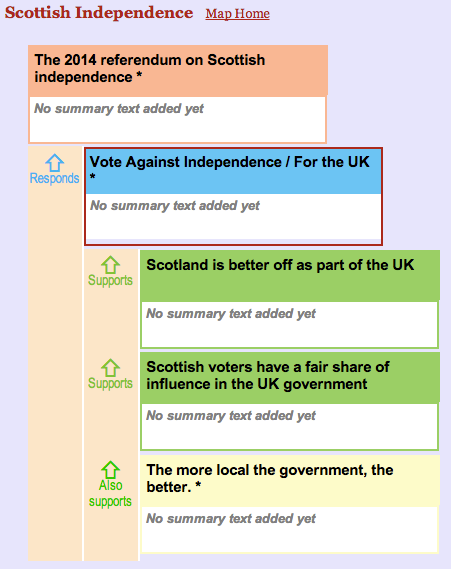 Scottish Independence Map Home
The 2014 referendum on Scottish
independence *
No summary text added yet
Responds
Vote Against Independence / For the UK
*
No summary text added yet
Supports
Scotland is better off as part of the UK
No summary text added yet
Supports
Scottish voters have a fair share of
influence in the UK government
No summary text added yet
Also
supports
The more local the government, the
better. *
No summary text added yet